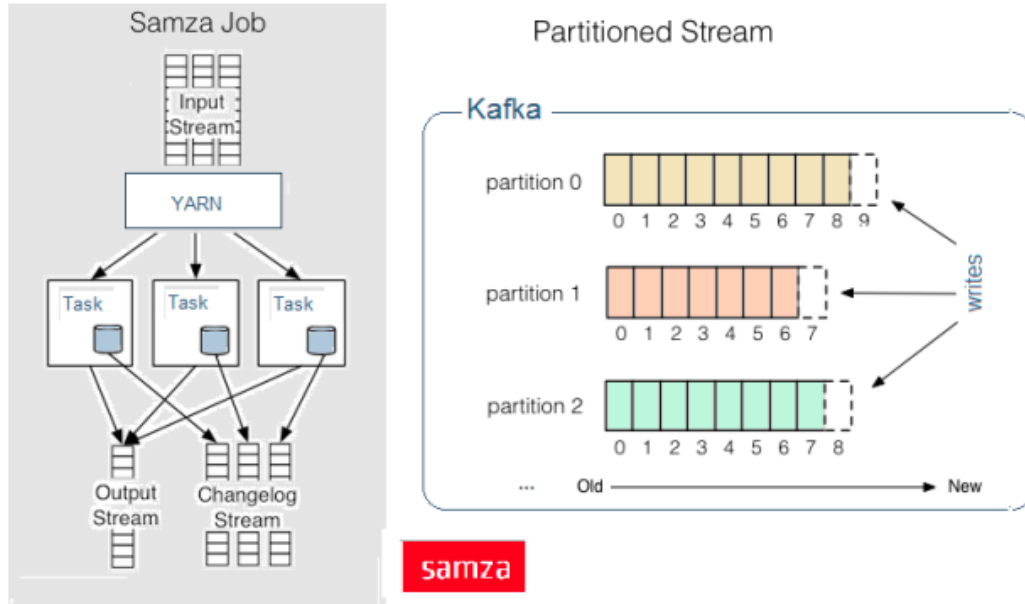 Samza Job
Input
Stream
YARN
Task
Task
Task
Output
Stream
Changelog
Stream
Partitioned Stream
Kafka
partition 0
0 1 2 3 4 5 6 7 8 9
partition 1
0 1 2 3 4 5 6 7
partition 2
0 1 2 3 4 5 6 7 8
writes
... Old New
samza